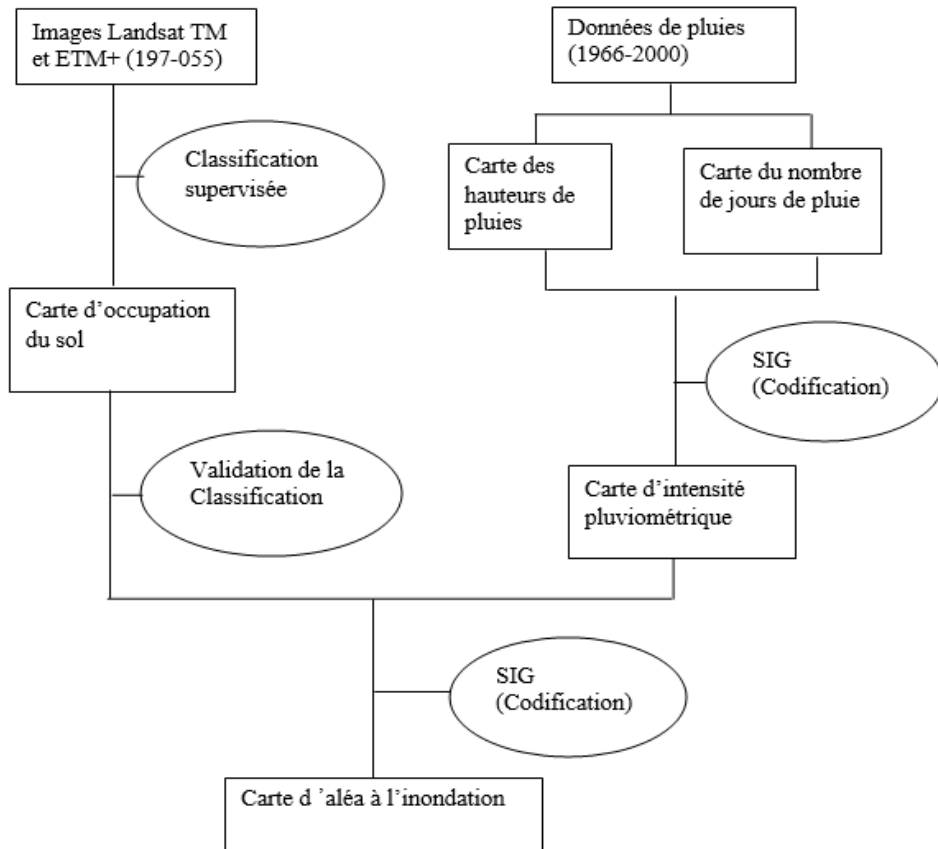 Images Landsat TM
et ETM+ (197-055)
Données de pluies
(1966-2000)
Classification
supervisée
Carte des
hauteurs de
pluies
Carte du nombre
de jours de pluie
Carte d’occupation
du sol
SIG
(Codification)
Validation de la
Classification
Carte d’intensité
pluviométrique
SIG
(Codification)
Carte d ’aléa à l’inondation